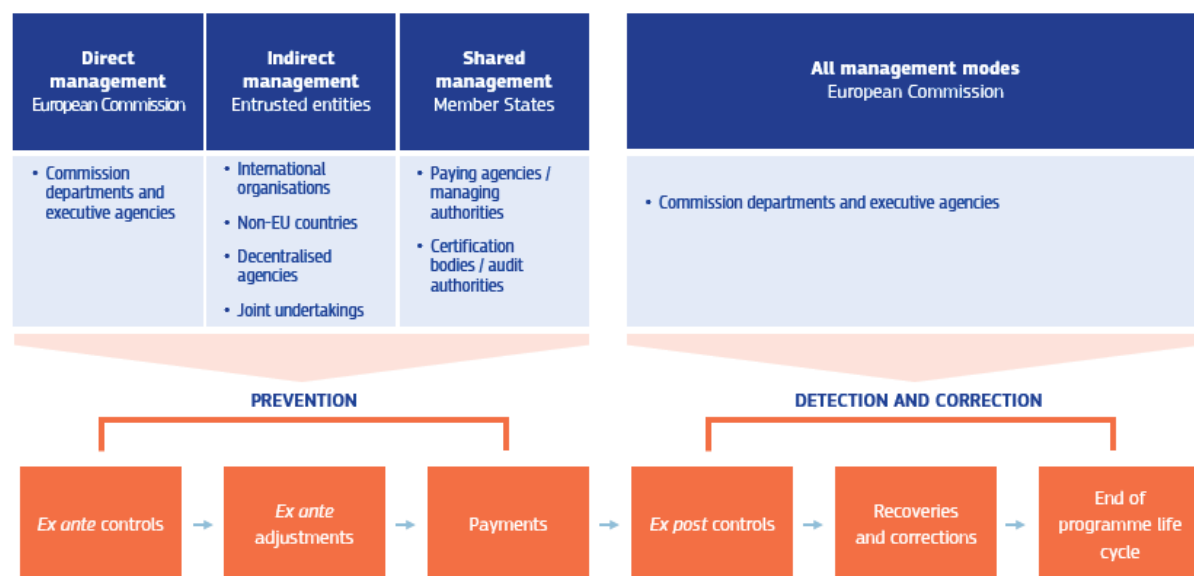 Direct
management
European Commission
Indirect
management
Entrusted entities
Shared
management
Member States
All management modes
European Commission
• Commission
departments and
executive agencies
• International
organisations
• Non-EU countries
• Decentralised
agencies
• Joint undertakings
• Paying agencies /
managing
authorities
• Certification
bodies / audit
authorities
• Commission departments and executive agencies
PREVENTION
DETECTION AND CORRECTION
Ex ante controls
Ex ante
adjustments
Payments
Ex post controls
Recoveries
and corrections
End of
programme life
cycle